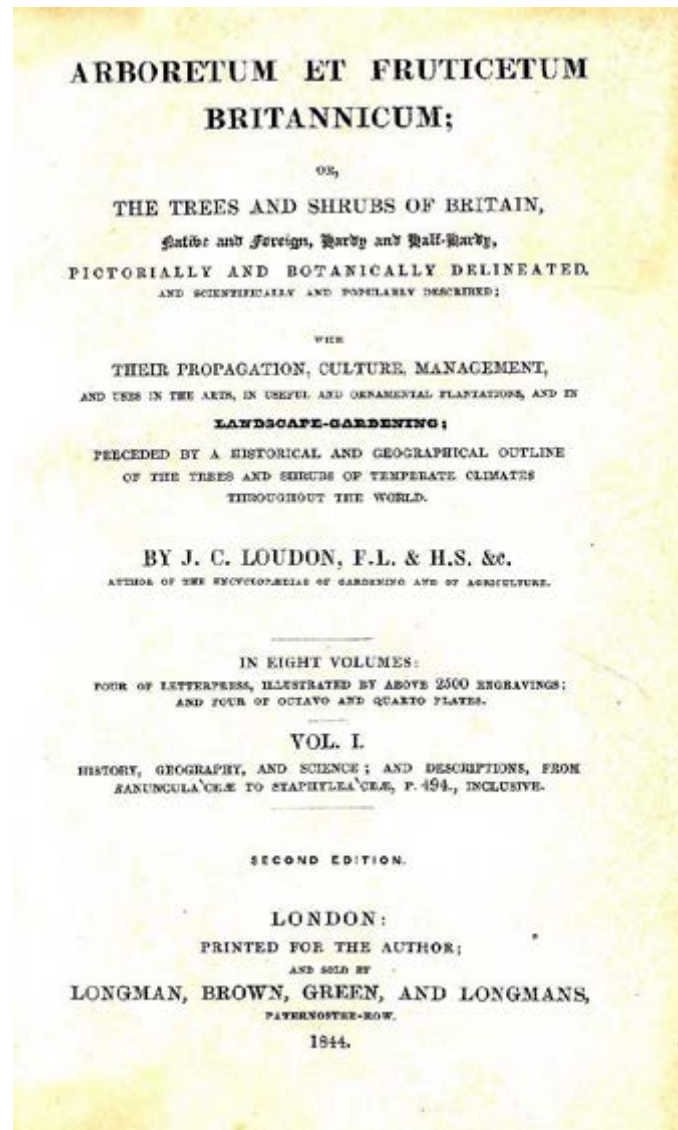 ARBORETUM ET FRUTICETUM
BRITANNICUM;
OR,
THE TREES AND SHRUBS OF BRITAIN,
Native and Foreign, Hardy and Half-Hardy,
PICTORIALLY AND BOTANICALLY DELINEATED,
AND SCIENTIFICALLY AND POPULARLY DESCRIBED;
WITH
THEIR PROPAGATION, CULTURE, MANAGEMENT,
AND USES IN THE ARTS, IN USEFUL AND ORNAMENTAL PLANTATIONS, AND IN
LANDSCAPE-GARDENING;
PRECEDED BY A HISTORICAL AND GEOGRAPHICAL OUTLINE
OF THE TREES AND SHRUBS OF TEMPERATE CLIMATES
THROUGHOUT THE WORLD.
BY J. C. LOUDON, F.L. & H.S. &c.
AUTHOR OF THE ENCYCLOPÆDIAS OF GARDENING AND OF AGRICULTURE.
IN EIGHT VOLUMES:
FOUR OF LETTERPRESS, ILLUSTRATED BY ABOVE 2500 ENGRAVINGS;
AND FOUR OF OCTAVO AND QUARTO PLATES.
VOL. I.
HISTORY, GEOGRAPHY, AND SCIENCE; AND DESCRIPTIONS, FROM
RANUNCULA`CEÆ TO STAPHYLEA`CEÆ, P. 494., INCLUSIVE.
SECOND EDITION.
LONDON:
PRINTED FOR THE AUTHOR;
AND SOLD BY
LONGMAN, BROWN, GREEN, AND LONGMANS,
PATERNOSTER-ROW.
1844.